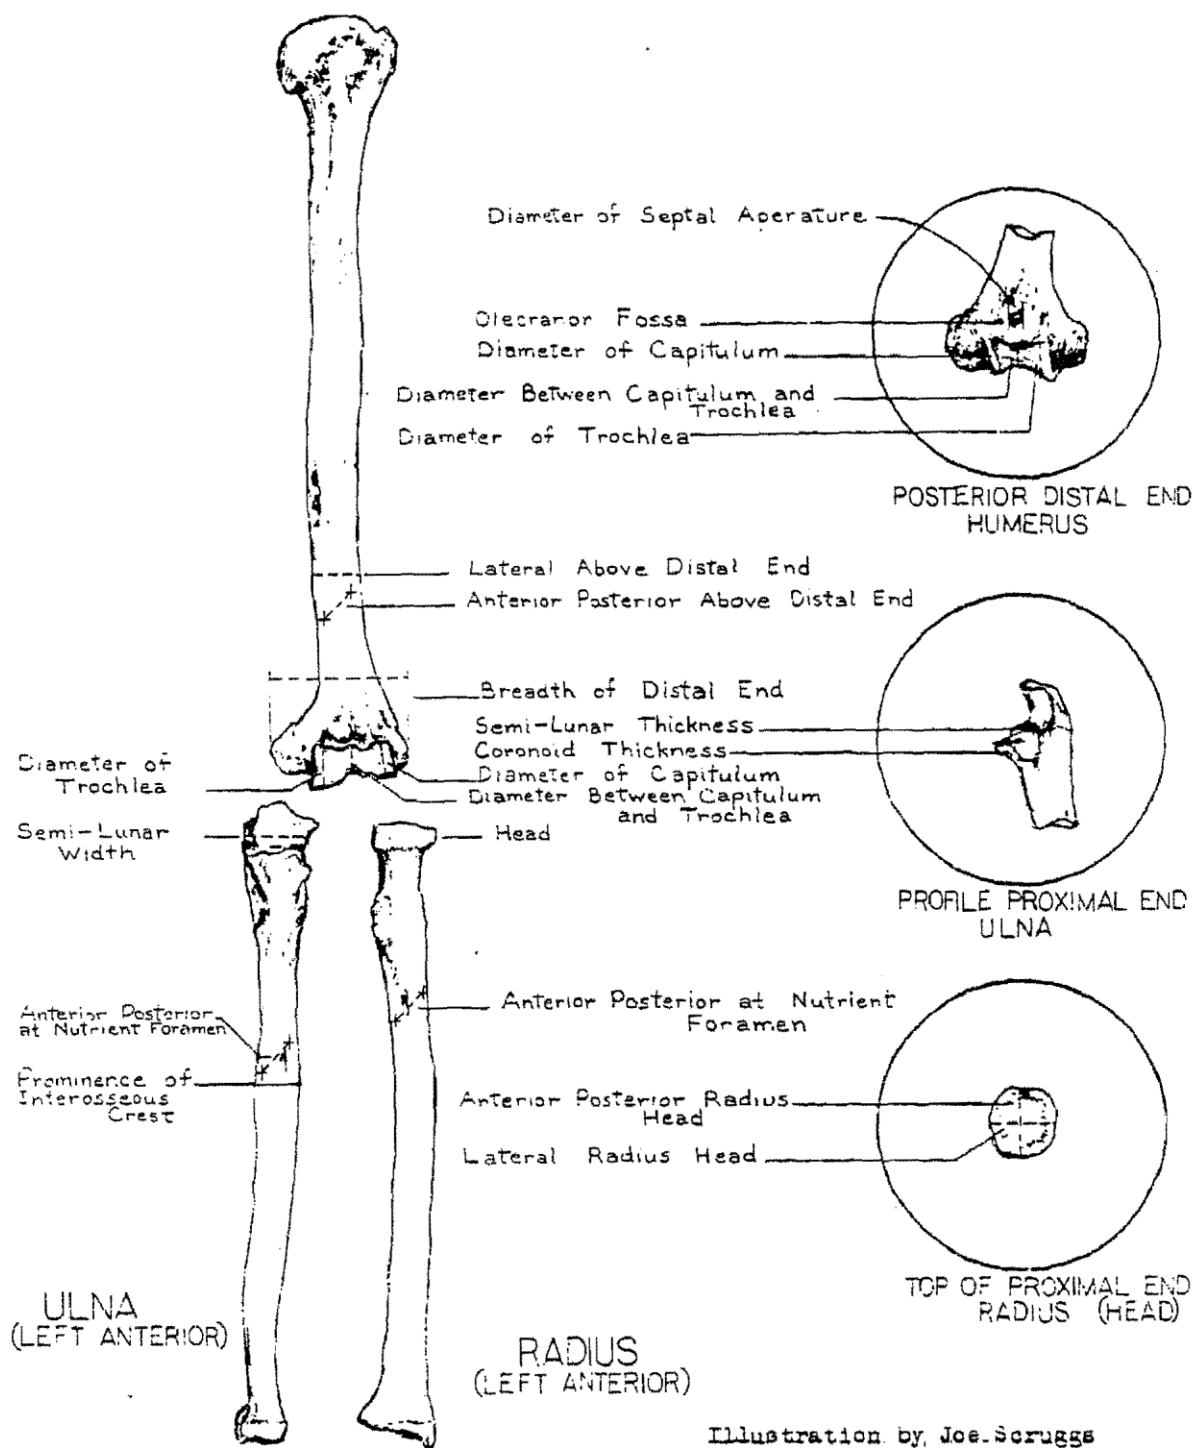 Diameter of Septal Aperature
Olecranor Fossa
Diameter of Capitulum
Diameter Between Capitulum and
Trochlea
Diameter of Trochlea
POSTERIOR DISTAL END
HUMERUS
Lateral Above Distal End
Anterior Posterior Above Distal End
Breadth of Distal End
Semi-Lunar Thickness
Coronoid Thickness
Diameter of Capitulum
Diameter Between Capitulum
and Trochlea
Diameter of
Trochlea
Semi-Lunar
Width
Head
PROFILE PROXIMAL END
ULNA
Anterior Posterior
at Nutrient Foramen
Prominence of
Interosseous
Crest
Anterior Posterior at Nutrient
Foramen
Anterior Posterior Radius
Head
Lateral Radius Head
TOP OF PROXIMAL END
RADIUS (HEAD)
ULNA
(LEFT ANTERIOR)
RADIUS
(LEFT ANTERIOR)
Illustration by Joe Scruggs